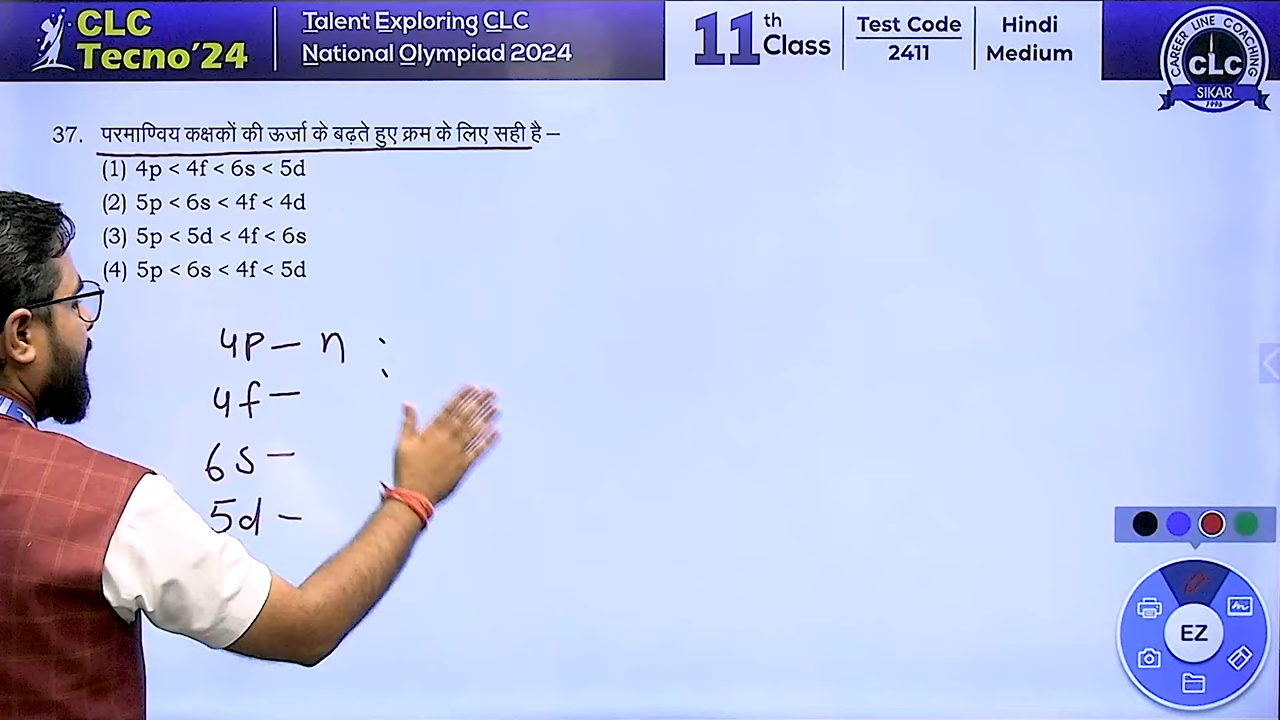 CLC
Tecno'24
Talent Exploring CLC
National Olympiad 2024
11th Class
Test Code
2411
Hindi
Medium
CAREER LINE COACHING
CLC
SIKAR
1996
37. परमाण्विय कक्षकों की ऊर्जा के बढ़ते हुए क्रम के लिए सही है –
(1) 4p < 4f < 6s < 5d
(2) 5p < 6s < 4f < 4d
(3) 5p < 5d < 4f < 6s
(4) 5p < 6s < 4f < 5d
4p – n :
4f –
6s –
5d –
EZ